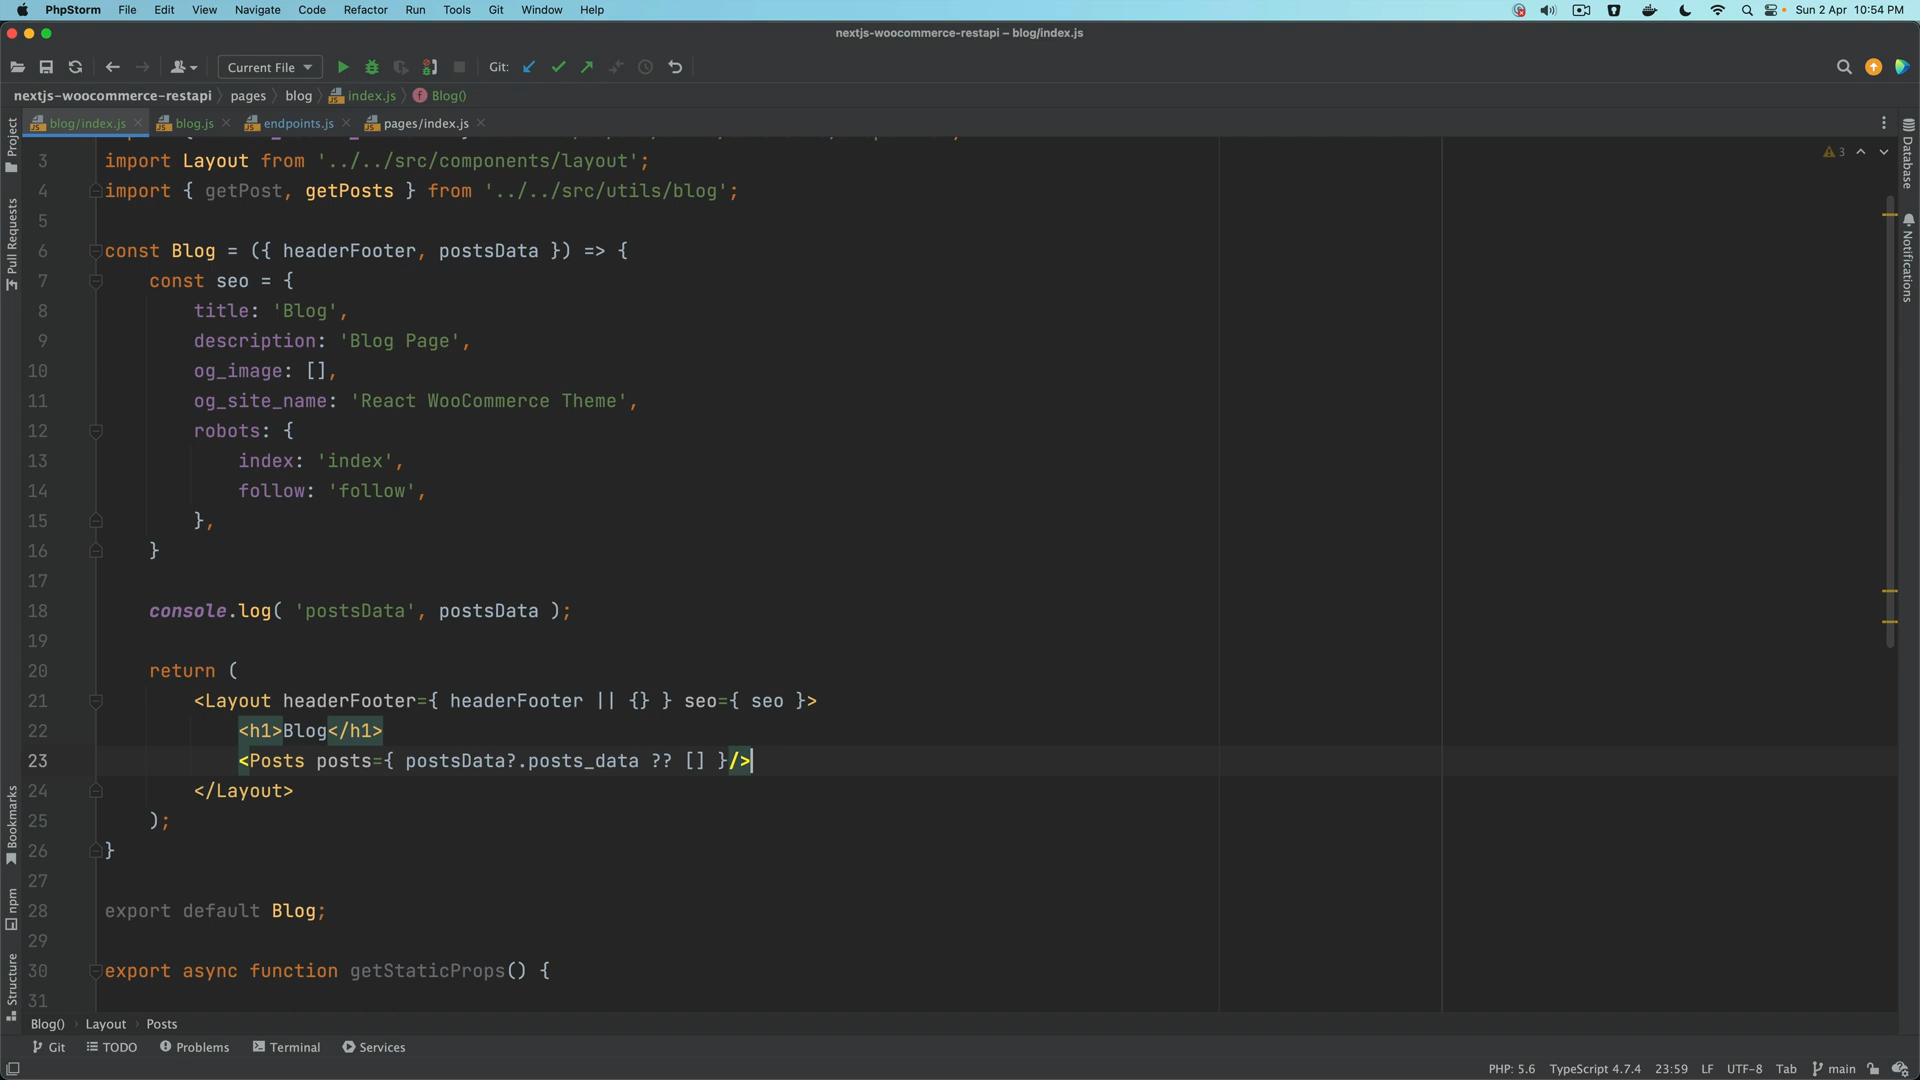 PhpStorm File Edit View Navigate Code Refactor Run Tools Git Window Help Sun 2 Apr 10:54 PM
nextjs-woocommerce-restapi – blog/index.js
Current File Git:
nextjs-woocommerce-restapi pages blog index.js Blog()
blog/index.js blog.js endpoints.js pages/index.js
Project
Pull Requests
Bookmarks
npm
Structure
Database
Notifications
3
3 import Layout from '../../src/components/layout';
4 import { getPost, getPosts } from '../../src/utils/blog';
5
6 const Blog = ({ headerFooter, postsData }) => {
7 const seo = {
8 title: 'Blog',
9 description: 'Blog Page',
10 og_image: [],
11 og_site_name: 'React WooCommerce Theme',
12 robots: {
13 index: 'index',
14 follow: 'follow',
15 },
16 }
17
18 console.log( 'postsData', postsData );
19
20 return (
21 <Layout headerFooter={ headerFooter || {} } seo={ seo }>
22 <h1>Blog</h1>
23 <Posts posts={ postsData?.posts_data ?? [] }/>
24 </Layout>
25 );
26 }
27
28 export default Blog;
29
30 export async function getStaticProps() {
31
Blog() Layout Posts
Git TODO Problems Terminal Services
PHP: 5.6 TypeScript 4.7.4 23:59 LF UTF-8 Tab main